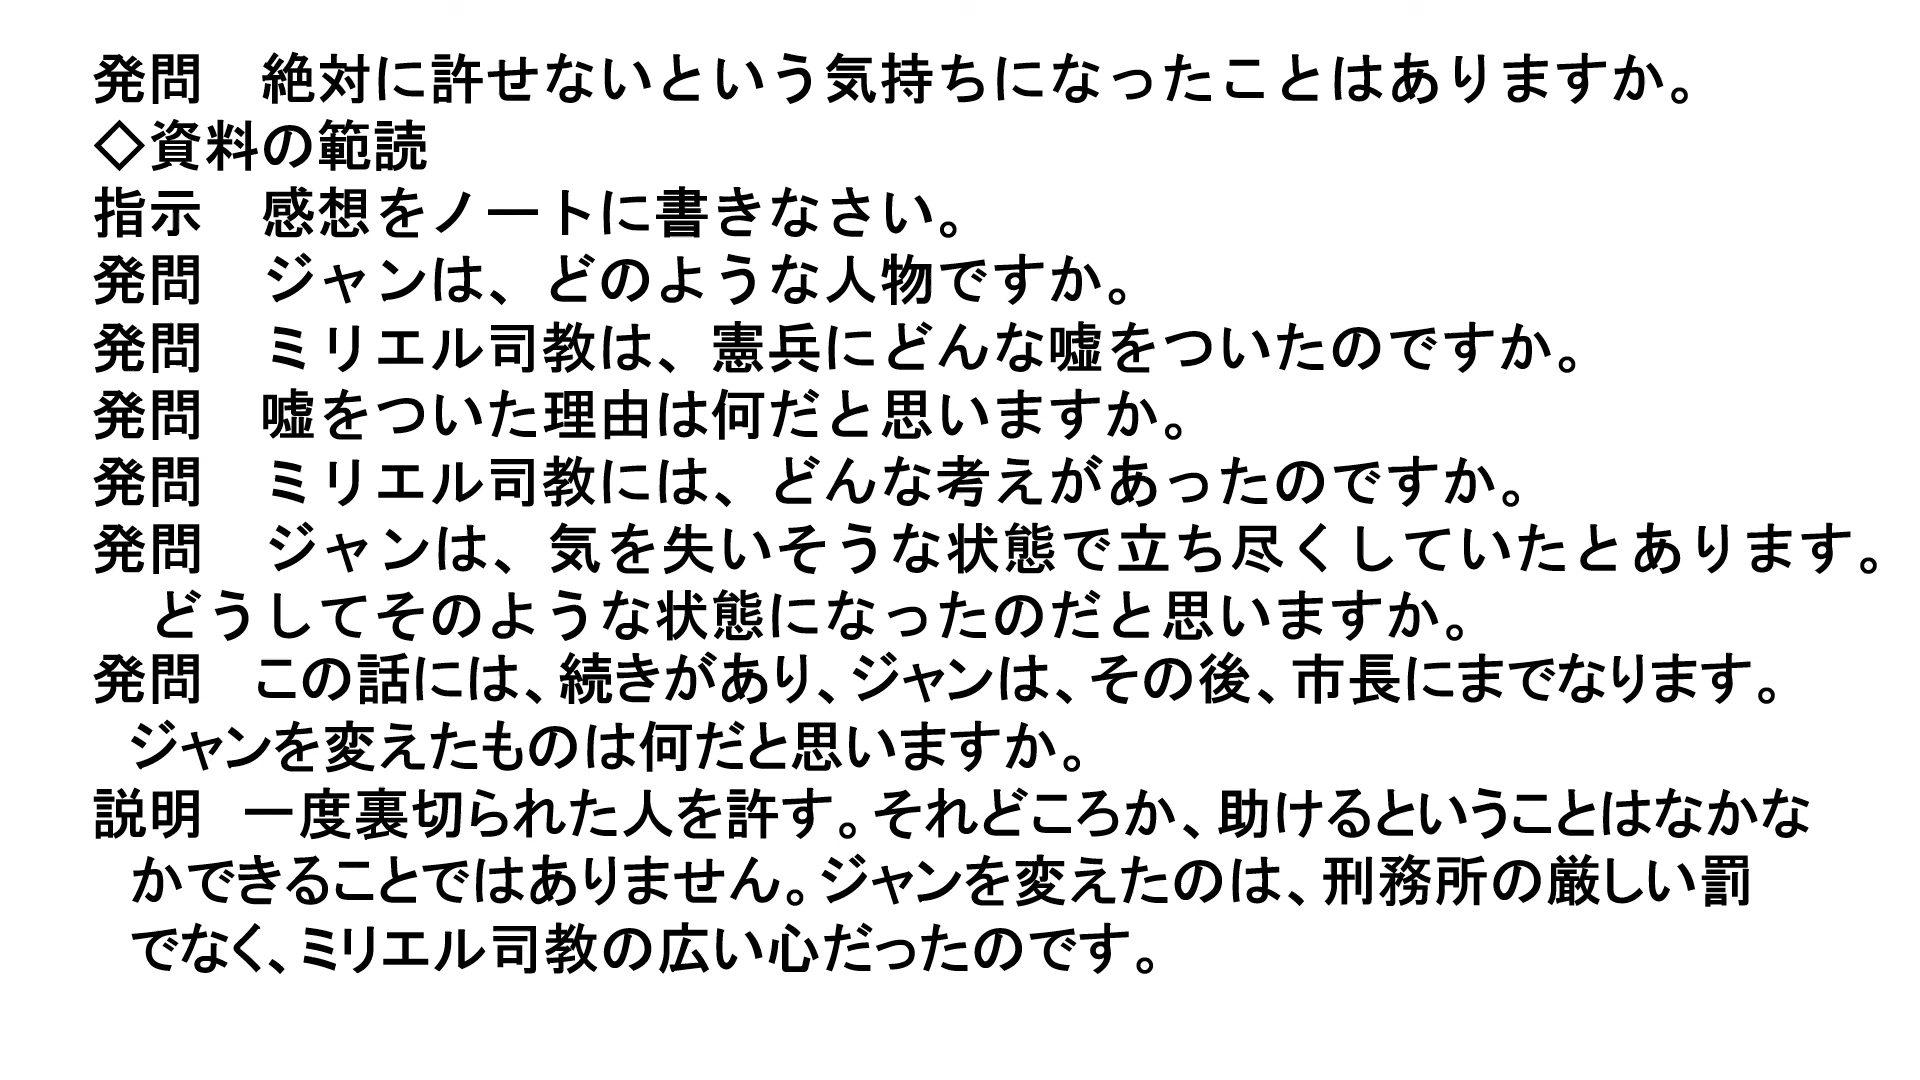 発問　絶対に許せないという気持ちになったことはありますか。
◇資料の範読
指示　感想をノートに書きなさい。
発問　ジャンは、どのような人物ですか。
発問　ミリエル司教は、憲兵にどんな嘘をついたのですか。
発問　嘘をついた理由は何だと思いますか。
発問　ミリエル司教には、どんな考えがあったのですか。
発問　ジャンは、気を失いそうな状態で立ち尽くしていたとあります。
どうしてそのような状態になったのだと思いますか。
発問　この話には、続きがあり、ジャンは、その後、市長にまでなります。
ジャンを変えたものは何だと思いますか。
説明　一度裏切られた人を許す。それどころか、助けるということはなかな
かできることではありません。ジャンを変えたのは、刑務所の厳しい罰
でなく、ミリエル司教の広い心だったのです。